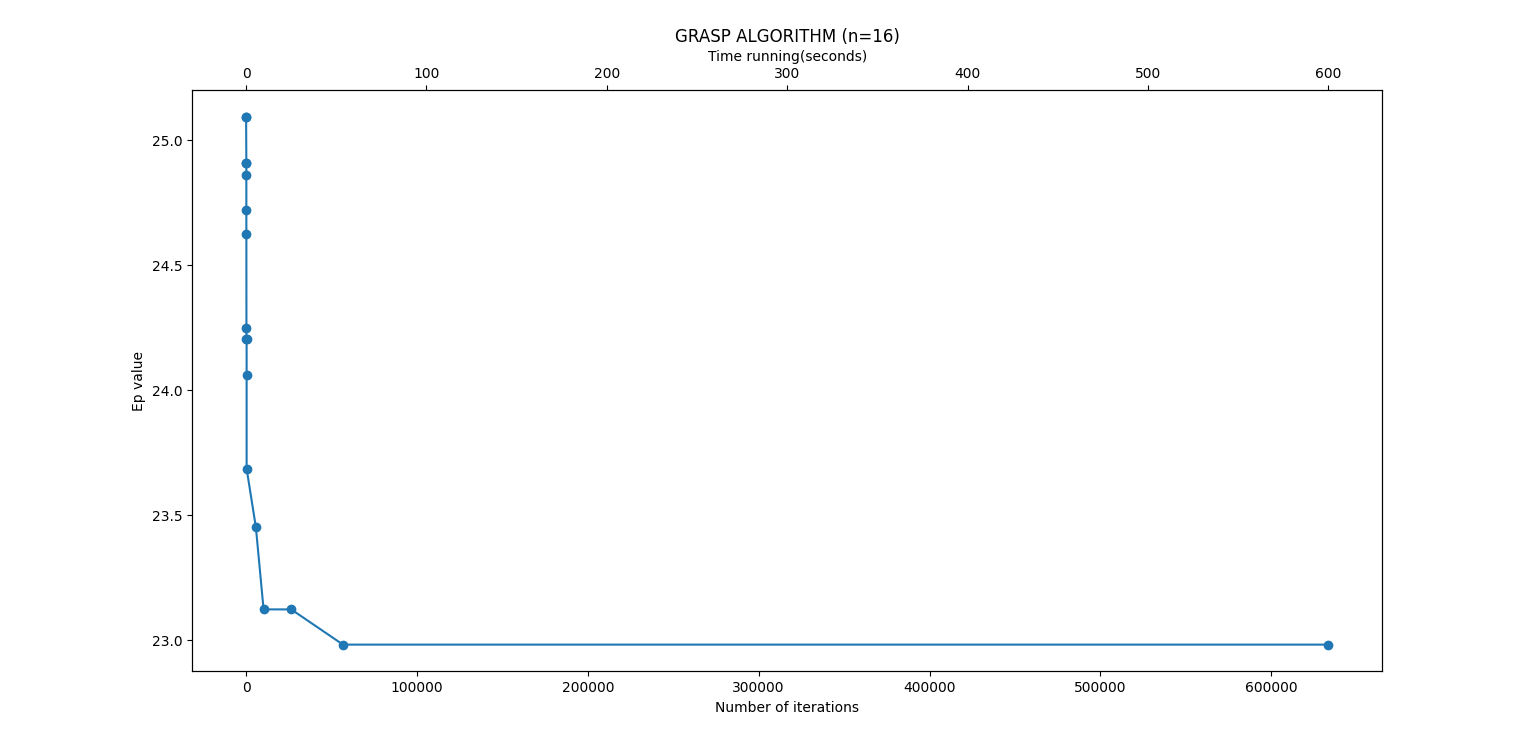 GRASP ALGORITHM (n=16)
Time running(seconds)
0 100 200 300 400 500 600
25.0
24.5
24.0
23.5
23.0
Ep value
0 100000 200000 300000 400000 500000 600000
Number of iterations